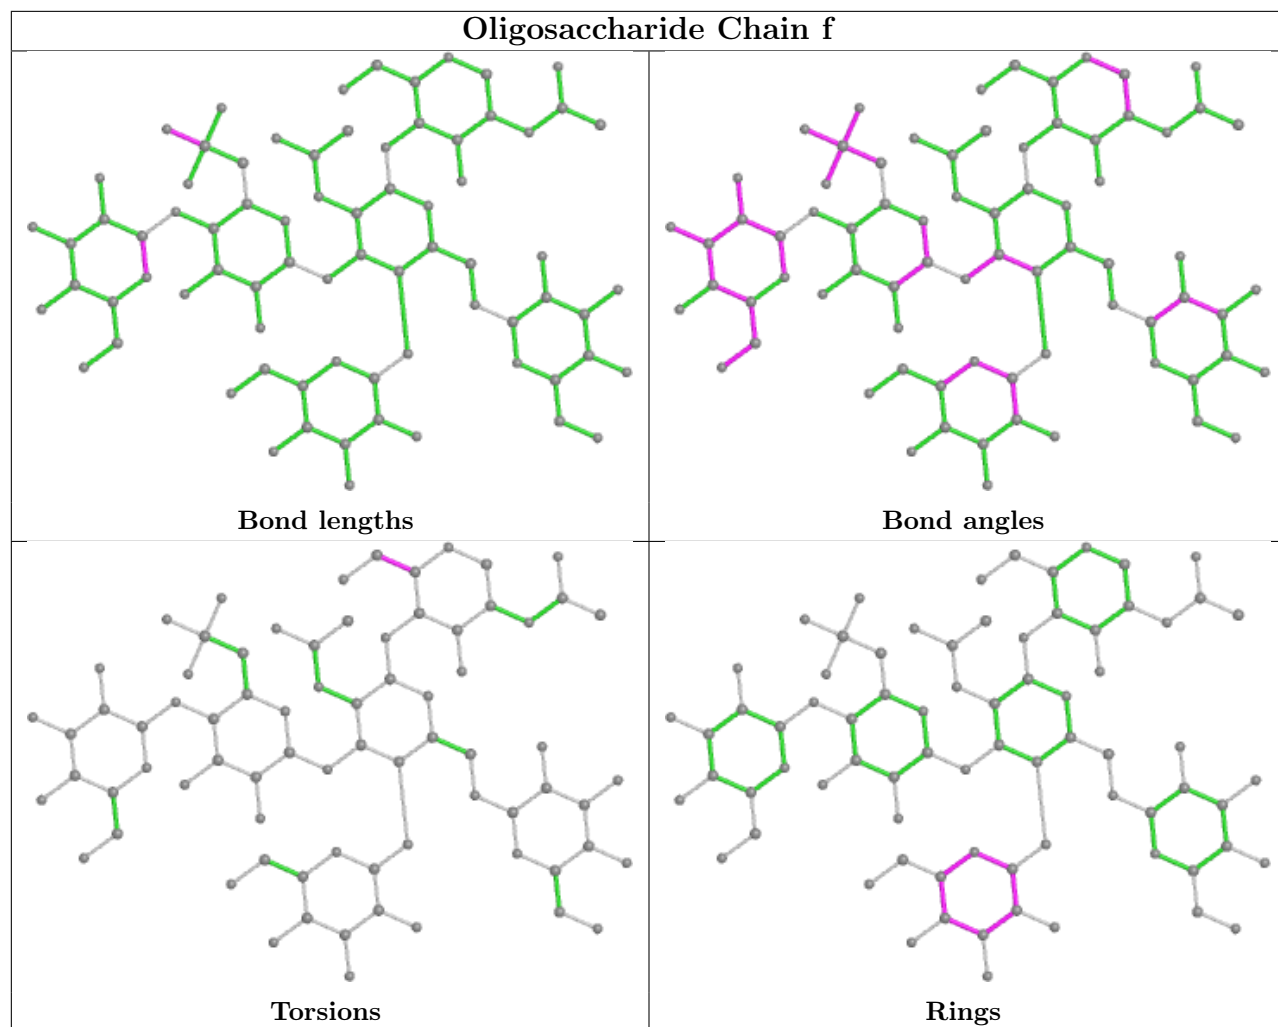 Oligosaccharide Chain f
Bond lengths
Bond angles
Torsions
Rings